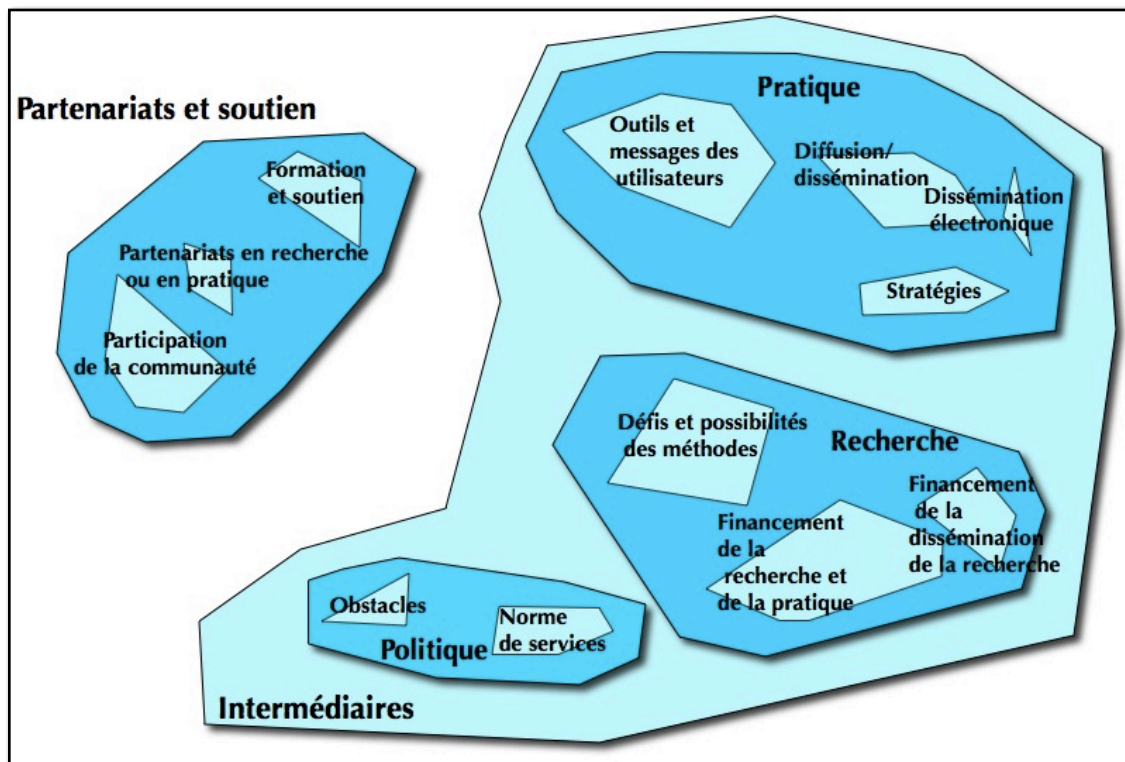 Partenariats et soutien
Formation
et soutien
Partenariats en recherche
ou en pratique
Participation
de la communauté
Pratique
Outils et
messages des
utilisateurs
Diffusion/
dissémination
Dissémination
électronique
Stratégies
Défis et possibilités
des méthodes
Recherche
Financement
de la
recherche et
de la pratique
Financement
de la
dissémination
de la recherche
Obstacles
Norme
de services
Politique
Intermédiaires